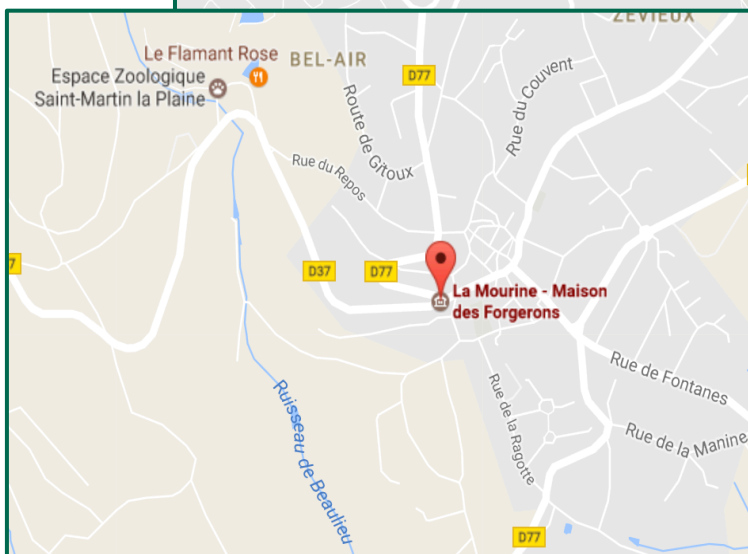 ZÉVIEUX
Le Flamant Rose
BEL-AIR
Espace Zoologique
Saint-Martin la Plaine
D77
Rue du Couvent
Route de Gitoux
Rue du Repos
7
D37
D77
La Mourine - Maison
des Forgerons
Rue de Fontanes
Rue de la Ragotte
Ruisseau de Beaulieu
Rue de la Manine
D77